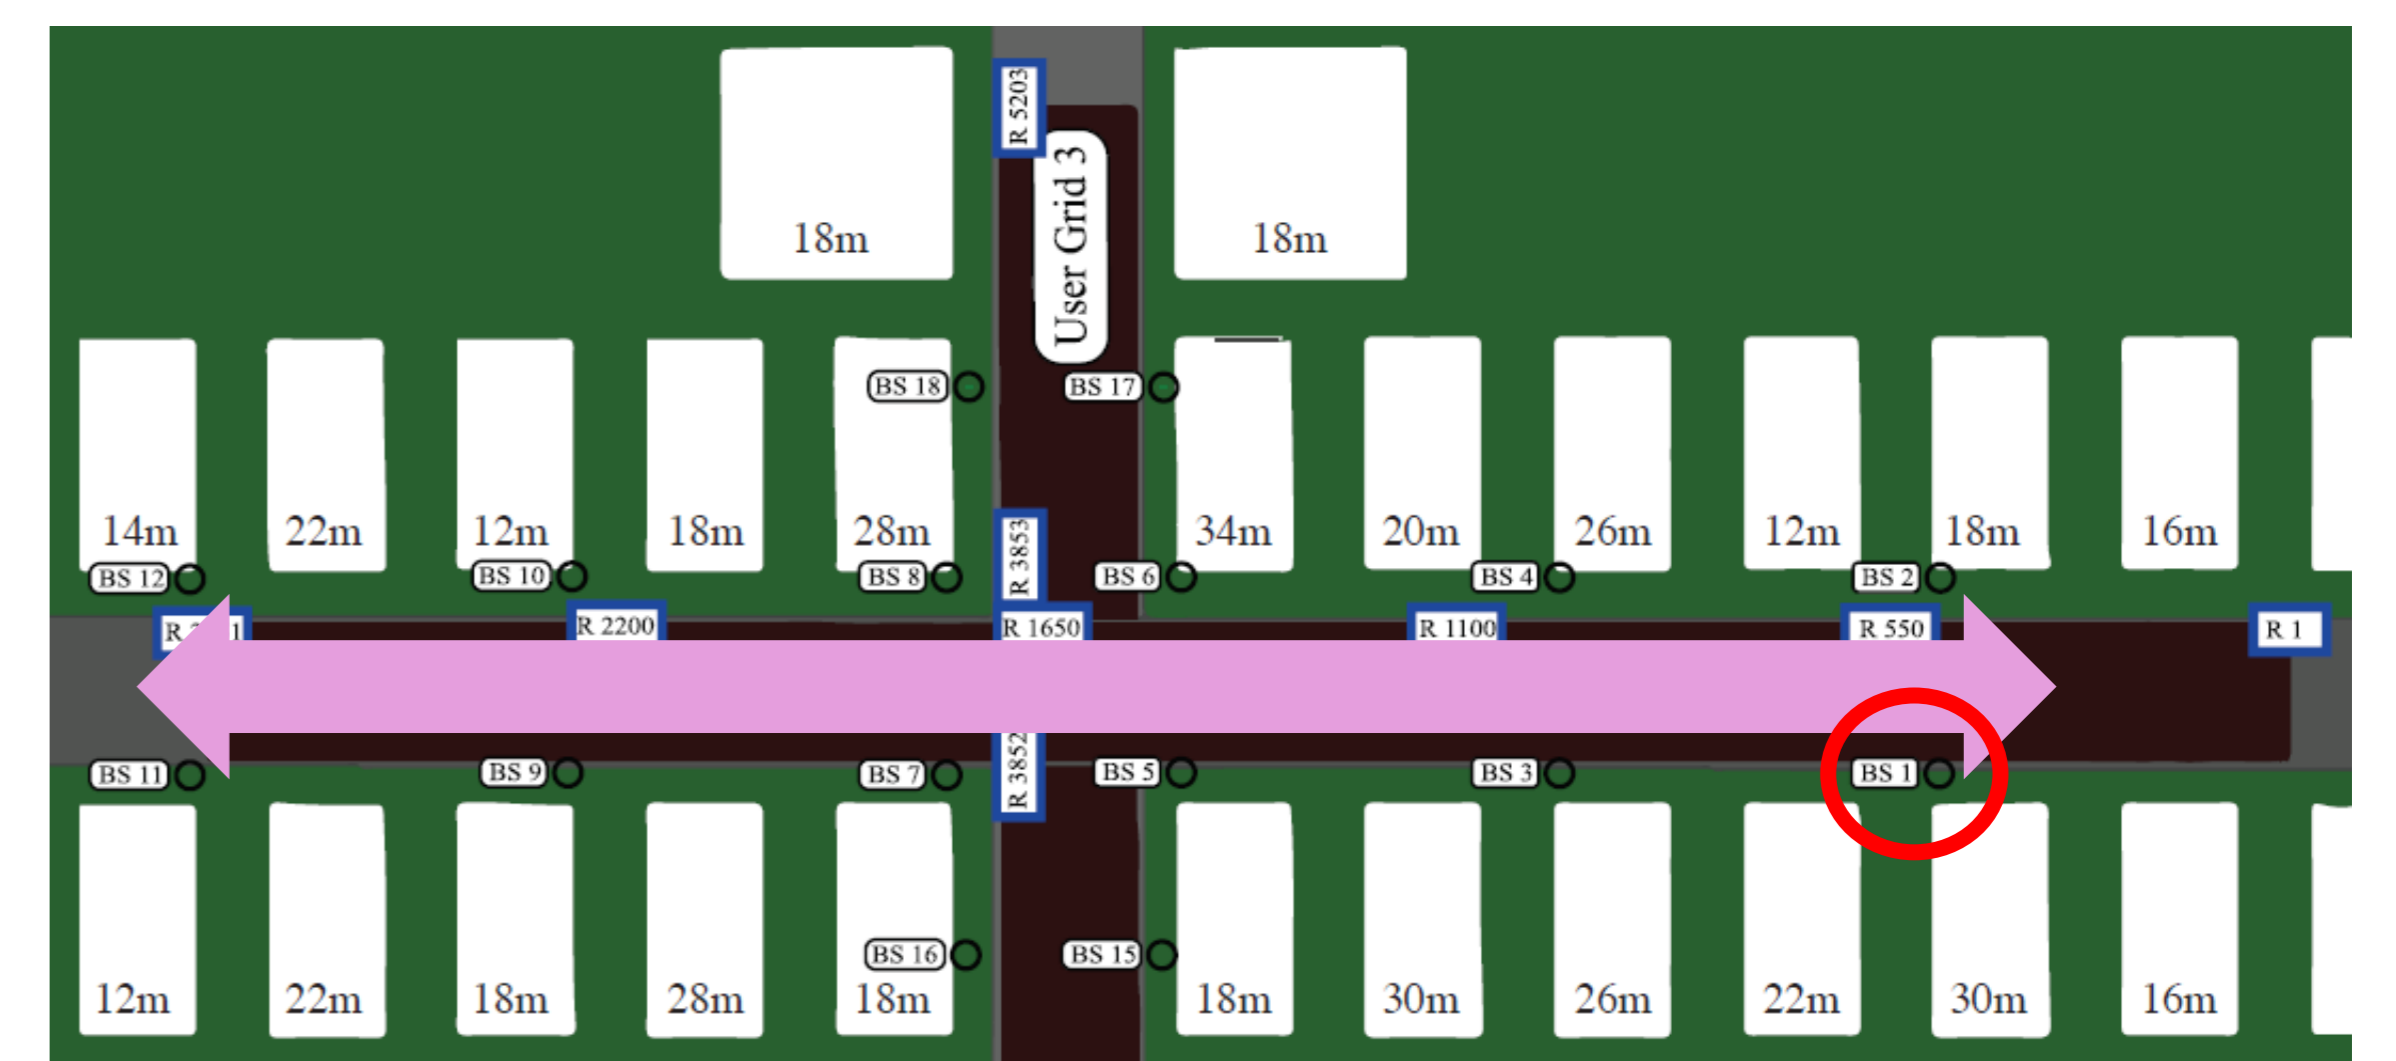 R 5203
User Grid 3
18m
18m
BS 18
BS 17
14m
22m
12m
18m
28m
R 3853
34m
20m
26m
12m
18m
16m
BS 12
BS 10
BS 8
BS 6
BS 4
BS 2
R 2200
R 1650
R 1100
R 550
R 1
R 3852
BS 11
BS 9
BS 7
BS 5
BS 3
BS 1
BS 16
BS 15
12m
22m
18m
28m
18m
18m
30m
26m
22m
30m
16m